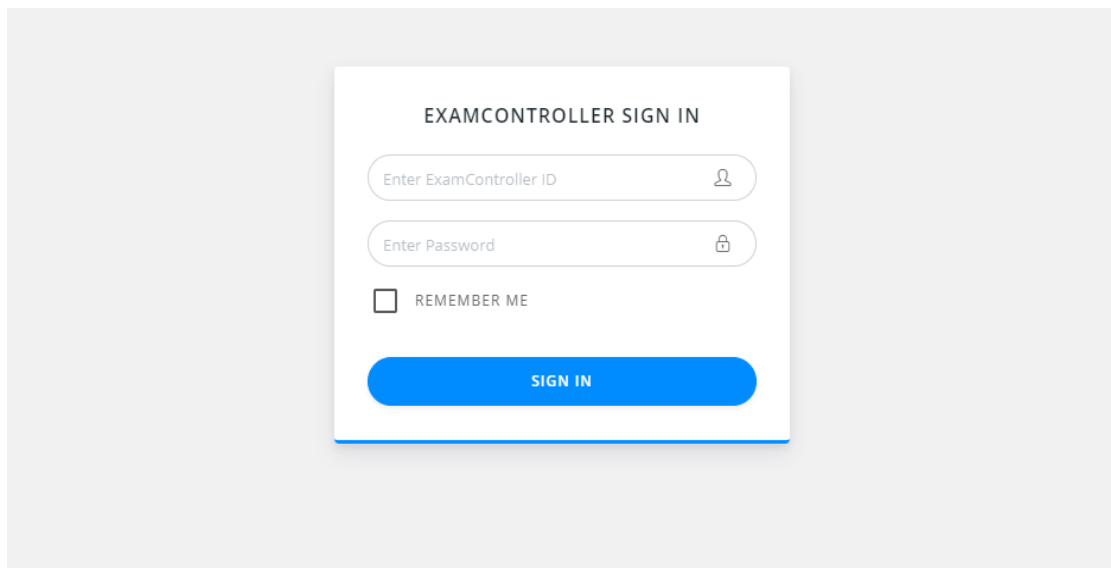 EXAMCONTROLLER SIGN IN
Enter ExamController ID
Enter Password
REMEMBER ME
SIGN IN